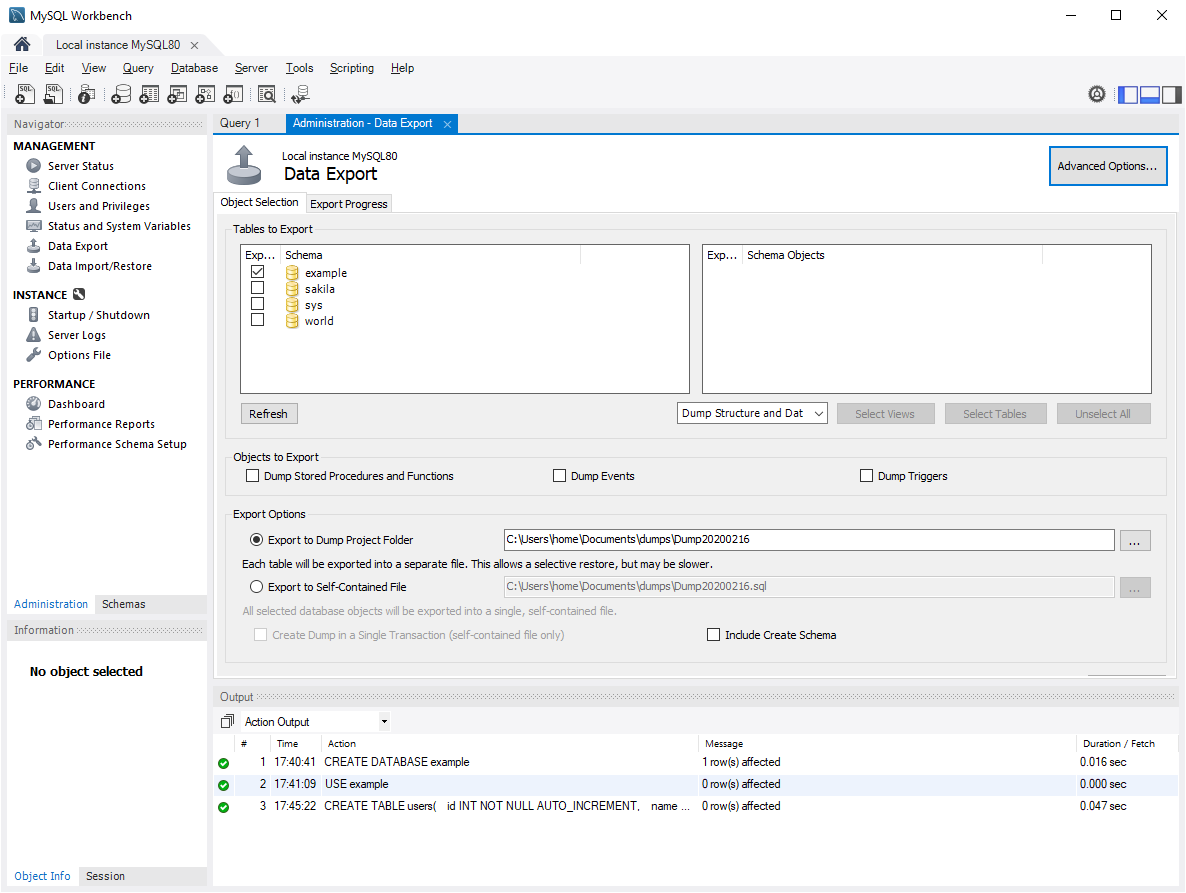 MySQL Workbench
Local instance MySQL80
File Edit View Query Database Server Tools Scripting Help
Navigator
MANAGEMENT
Server Status
Client Connections
Users and Privileges
Status and System Variables
Data Export
Data Import/Restore
INSTANCE
Startup / Shutdown
Server Logs
Options File
PERFORMANCE
Dashboard
Performance Reports
Performance Schema Setup
Administration Schemas
Information
No object selected
Object Info Session
Query 1 Administration - Data Export
Local instance MySQL80
Data Export
Advanced Options...
Object Selection Export Progress
Tables to Export
Exp... Schema
example
sakila
sys
world
Exp... Schema Objects
Refresh Dump Structure and Dat Select Views Select Tables Unselect All
Objects to Export
Dump Stored Procedures and Functions Dump Events Dump Triggers
Export Options
Export to Dump Project Folder C:\Users\home\Documents\dumps\Dump20200216 ...
Each table will be exported into a separate file. This allows a selective restore, but may be slower.
Export to Self-Contained File C:\Users\home\Documents\dumps\Dump20200216.sql ...
All selected database objects will be exported into a single, self-contained file.
Create Dump in a Single Transaction (self-contained file only) Include Create Schema
Output
Action Output
# Time Action Message Duration / Fetch
1 17:40:41 CREATE DATABASE example 1 row(s) affected 0.016 sec
2 17:41:09 USE example 0 row(s) affected 0.000 sec
3 17:45:22 CREATE TABLE users( id INT NOT NULL AUTO_INCREMENT, name ... 0 row(s) affected 0.047 sec